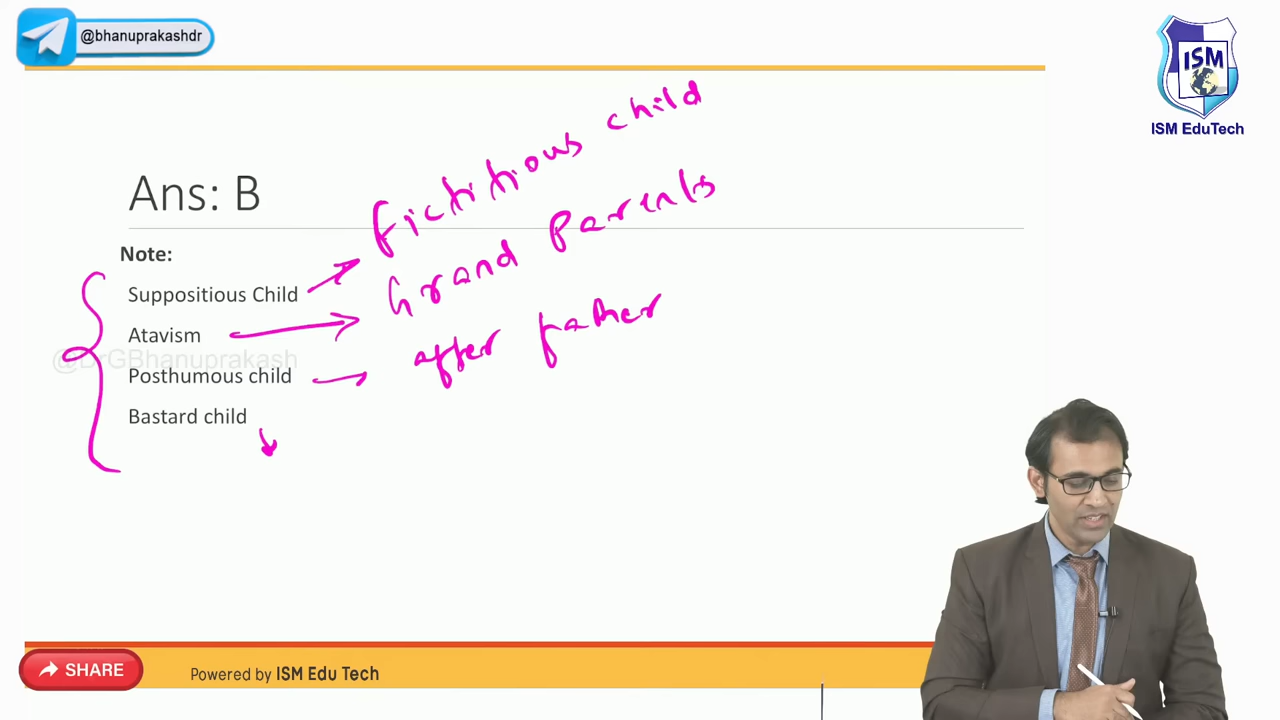 @bhanuprakashdr
ISM
ISM EduTech
fictitious child
Ans: B
Grand Parents
Note:
Suppositious Child
after father
Atavism
@DrGBhanuprakash
Posthumous child
Bastard child
SHARE
Powered by ISM Edu Tech